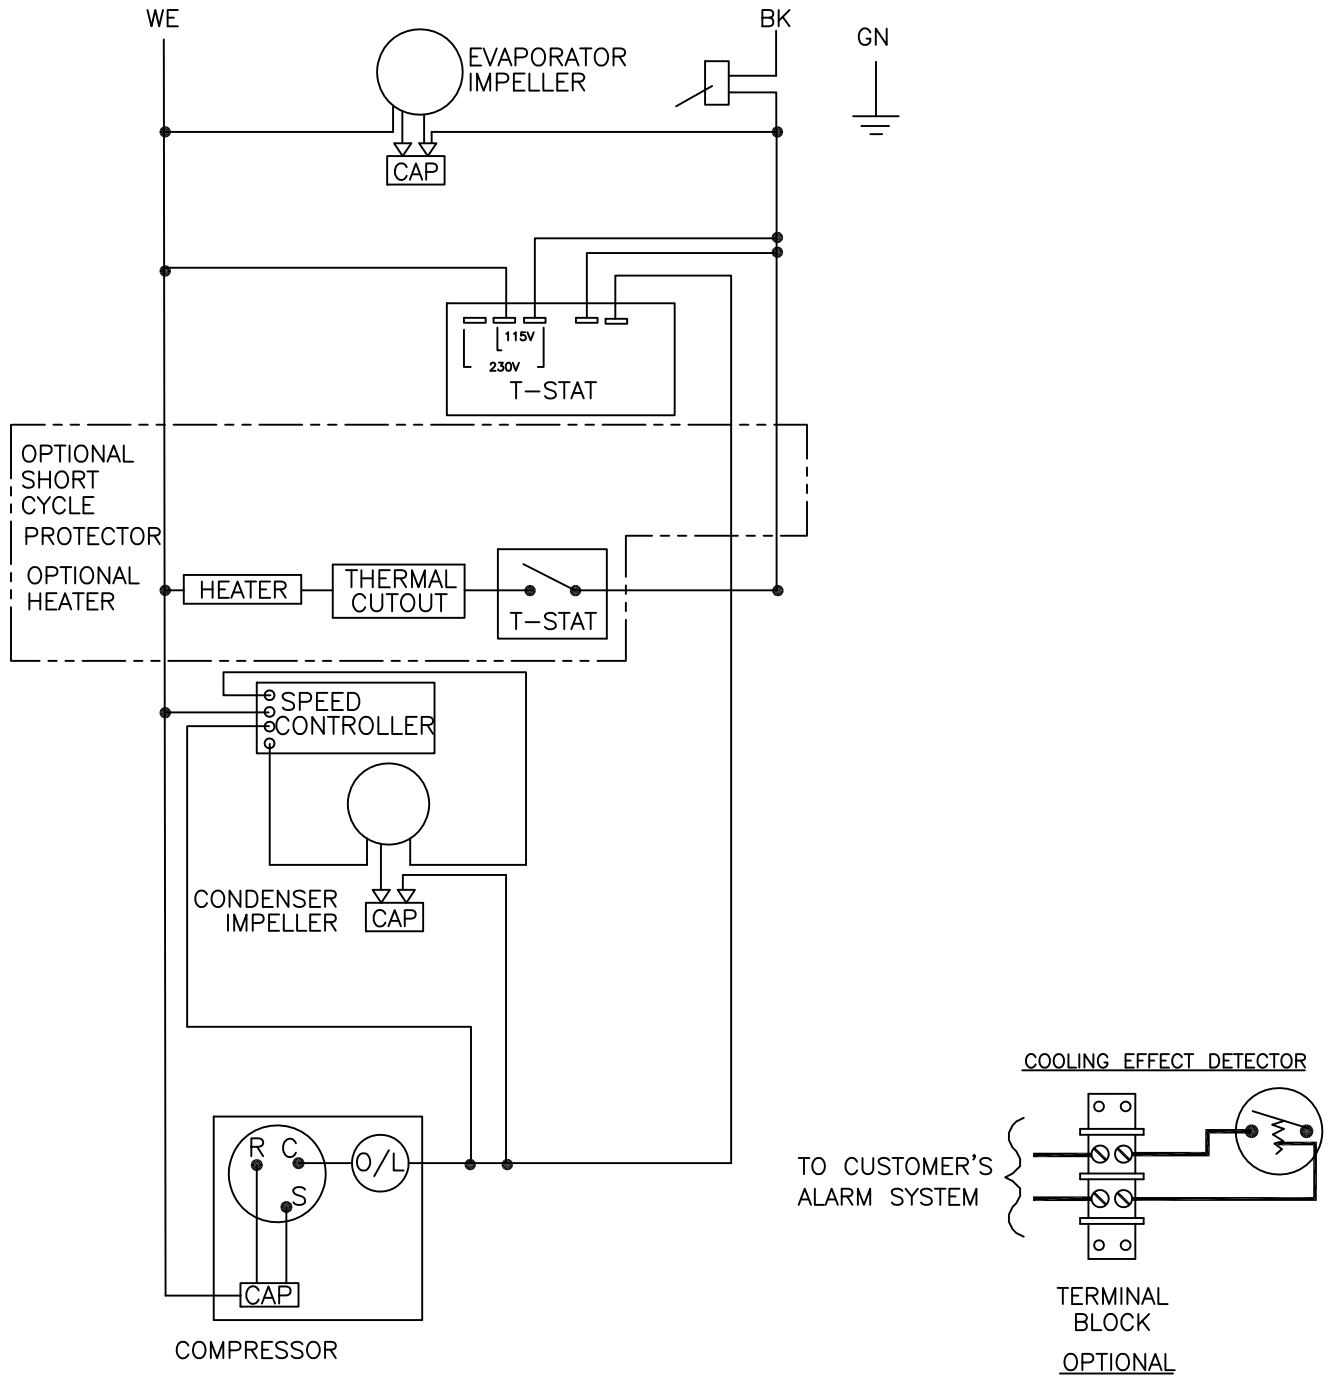 WE
BK
GN
EVAPORATOR
IMPELLER
CAP
115V
230V
T-STAT
OPTIONAL
SHORT
CYCLE
PROTECTOR
OPTIONAL
HEATER
HEATER
THERMAL
CUTOUT
T-STAT
SPEED
CONTROLLER
CONDENSER
IMPELLER
CAP
R
C
S
O/L
CAP
COMPRESSOR
COOLING EFFECT DETECTOR
TO CUSTOMER'S
ALARM SYSTEM
TERMINAL
BLOCK
OPTIONAL